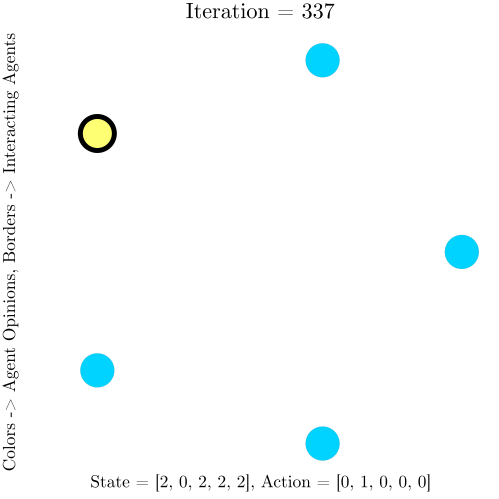 Iteration = 337
Colors -> Agent Opinions, Borders -> Interacting Agents
State = [2, 0, 2, 2, 2], Action = [0, 1, 0, 0, 0]